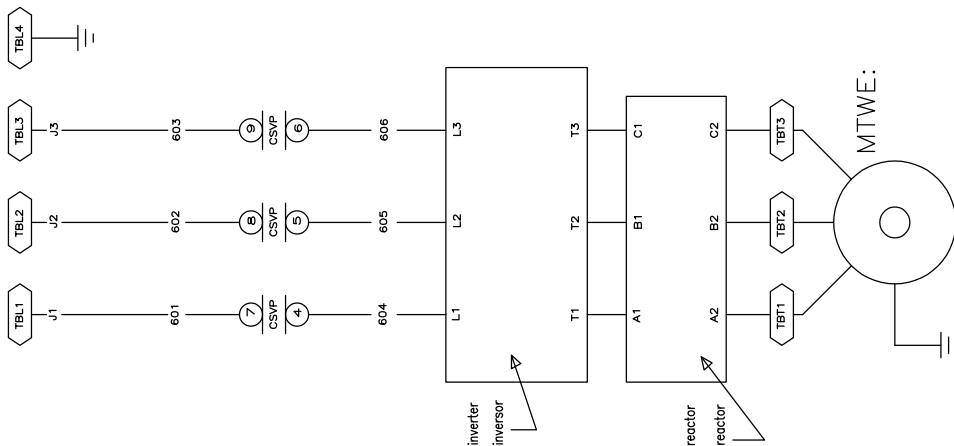 TBL4
TBL3
J3
603
9
CSVP
6
606
L3
T3
C1
C2
TBT3
MTWE:
TBL2
J2
602
8
CSVP
5
605
L2
T2
B1
B2
TBT2
TBL1
J1
601
7
CSVP
4
604
L1
T1
A1
A2
TBT1
inverter
inversor
reactor
reactor